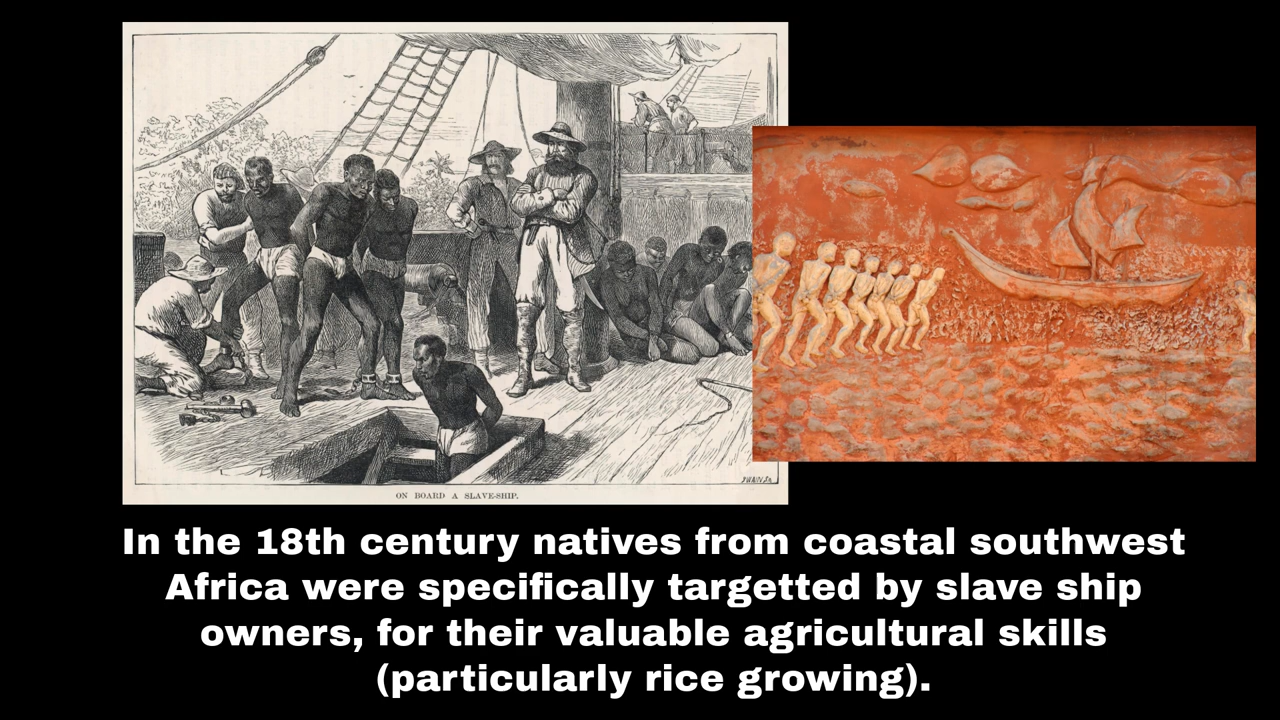 ON BOARD A SLAVE-SHIP.
In the 18th century natives from coastal southwest
Africa were specifically targetted by slave ship
owners, for their valuable agricultural skills
(particularly rice growing).